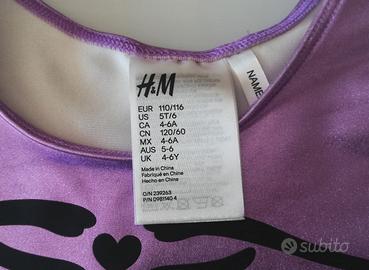 H&M
EUR 110/116
US 5T/6
CA 4-6A
CN 120/60
MX 4-6A
AUS 5-6
UK 4-6Y
Made in China
Fabriqué en Chine
Hecho en China
O/N 239263
P/N 0981140 4
NAME
subito